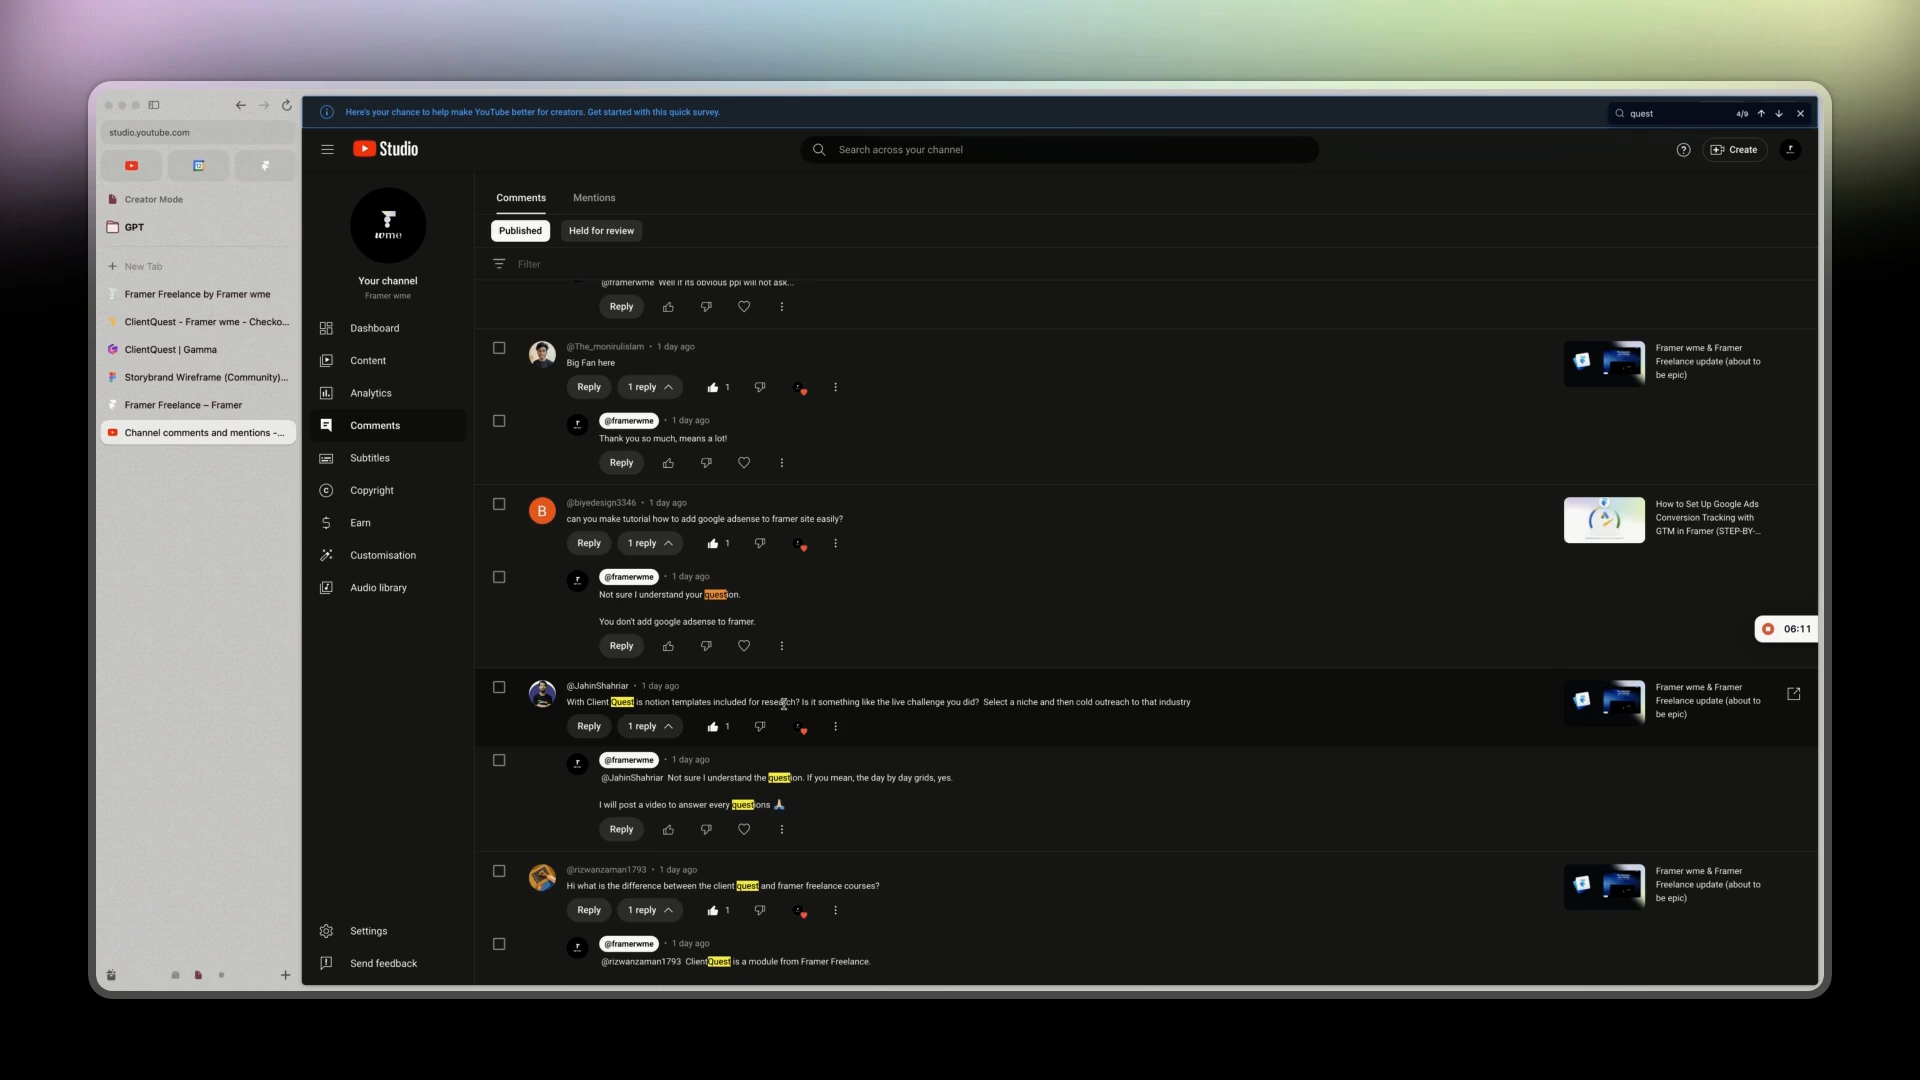 studio.youtube.com
Creator Mode
GPT
New Tab
Framer Freelance by Framer wme
ClientQuest - Framer wme - Checko...
ClientQuest | Gamma
Storybrand Wireframe (Community)...
Framer Freelance – Framer
Channel comments and mentions -...
Here's your chance to help make YouTube better for creators. Get started with this quick survey.
quest
4/9
Studio
Search across your channel
Create
wme
Your channel
Framer wme
Dashboard
Content
Analytics
Comments
Subtitles
Copyright
Earn
Customisation
Audio library
Settings
Send feedback
Comments
Mentions
Published
Held for review
Filter
@framerwme Well if its obvious ppl will not ask...
Reply
@The_monirulislam • 1 day ago
Big Fan here
Reply
1 reply
1
Framer wme & Framer
Freelance update (about to
be epic)
@framerwme • 1 day ago
Thank you so much, means a lot!
Reply
B
@biyedesign3346 • 1 day ago
can you make tutorial how to add google adsense to framer site easily?
Reply
1 reply
1
How to Set Up Google Ads
Conversion Tracking with
GTM in Framer (STEP-BY-...
@framerwme • 1 day ago
Not sure I understand your question.
You don't add google adsense to framer.
Reply
06:11
@JahinShahriar • 1 day ago
With Client Quest is notion templates included for research? Is it something like the live challenge you did? Select a niche and then cold outreach to that industry
Reply
1 reply
1
Framer wme & Framer
Freelance update (about to
be epic)
@framerwme • 1 day ago
@JahinShahriar Not sure I understand the question. If you mean, the day by day grids, yes.
I will post a video to answer every questions 🙏
Reply
@rizwanzaman1793 • 1 day ago
Hi what is the difference between the client quest and framer freelance courses?
Reply
1 reply
1
Framer wme & Framer
Freelance update (about to
be epic)
@framerwme • 1 day ago
@rizwanzaman1793 ClientQuest is a module from Framer Freelance.